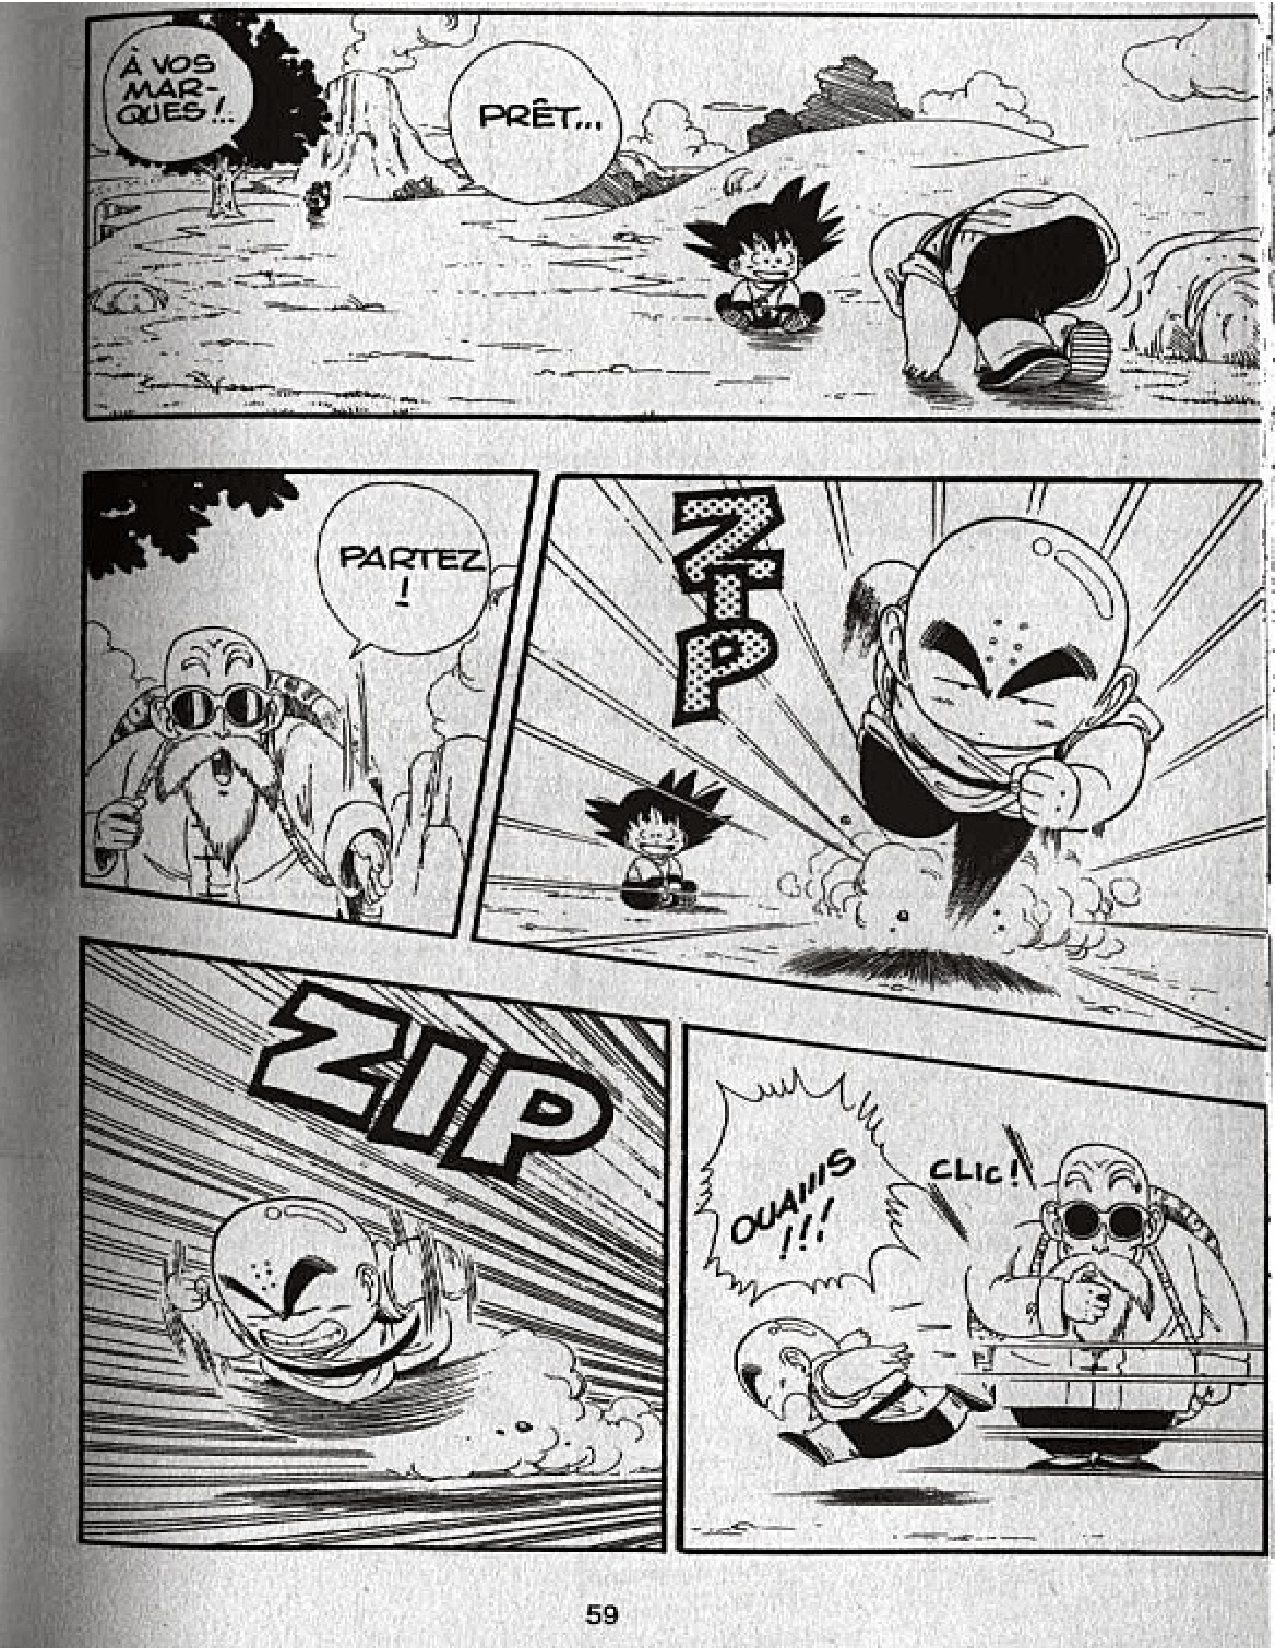 À VOS
MAR-
QUES !..
PRÊT...
PARTEZ
!
ZIP
ZIP
OUAIIIS
!!!
CLIC !
59